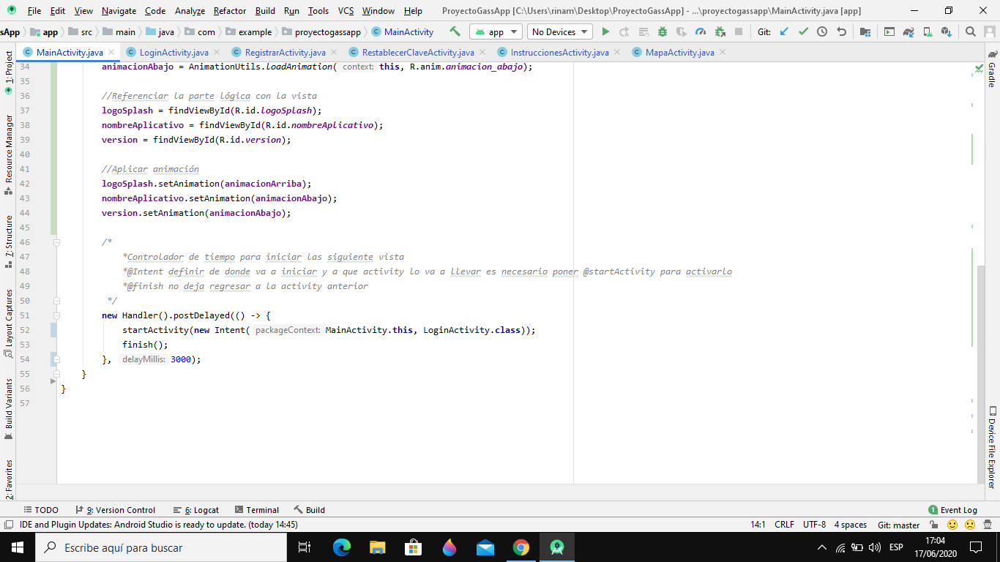 File Edit View Navigate Code Analyze Refactor Build Run Tools VCS Window Help ProyectoGassApp [C:\Users\rinam\Desktop\ProyectoGassApp] - ...\proyectogassapp\MainActivity.java [app]
sApp app src main java com example proyectogassapp MainActivity app No Devices Git:
MainActivity.java LoginActivity.java RegistrarActivity.java RestablecerClaveActivity.java InstruccionesActivity.java MapaActivity.java
1: Project
Resource Manager
7: Structure
Layout Captures
Build Variants
2: Favorites
34 animacionAbajo = AnimationUtils.loadAnimation( context: this, R.anim.animacion_abajo);
35
36 //Referenciar la parte lógica con la vista
37 logoSplash = findViewById(R.id.logoSplash);
38 nombreAplicativo = findViewById(R.id.nombreAplicativo);
39 version = findViewById(R.id.version);
40
41 //Aplicar animación
42 logoSplash.setAnimation(animacionArriba);
43 nombreAplicativo.setAnimation(animacionAbajo);
44 version.setAnimation(animacionAbajo);
45
46 /*
47 *Controlador de tiempo para iniciar las siguiente vista
48 *@Intent definir de donde va a iniciar y a que activity lo va a llevar es necesario poner @startActivity para activarlo
49 *@finish no deja regresar a la activity anterior
50 */
51 new Handler().postDelayed(() -> {
52 startActivity(new Intent( packageContext: MainActivity.this, LoginActivity.class));
53 finish();
54 }, delayMillis: 3000);
55 }
56 }
57
Gradle
Device File Explorer
TODO 9: Version Control 6: Logcat Terminal Build 1 Event Log
IDE and Plugin Updates: Android Studio is ready to update. (today 14:45) 14:1 CRLF UTF-8 4 spaces Git: master
Escribe aquí para buscar ESP 17:04
17/06/2020